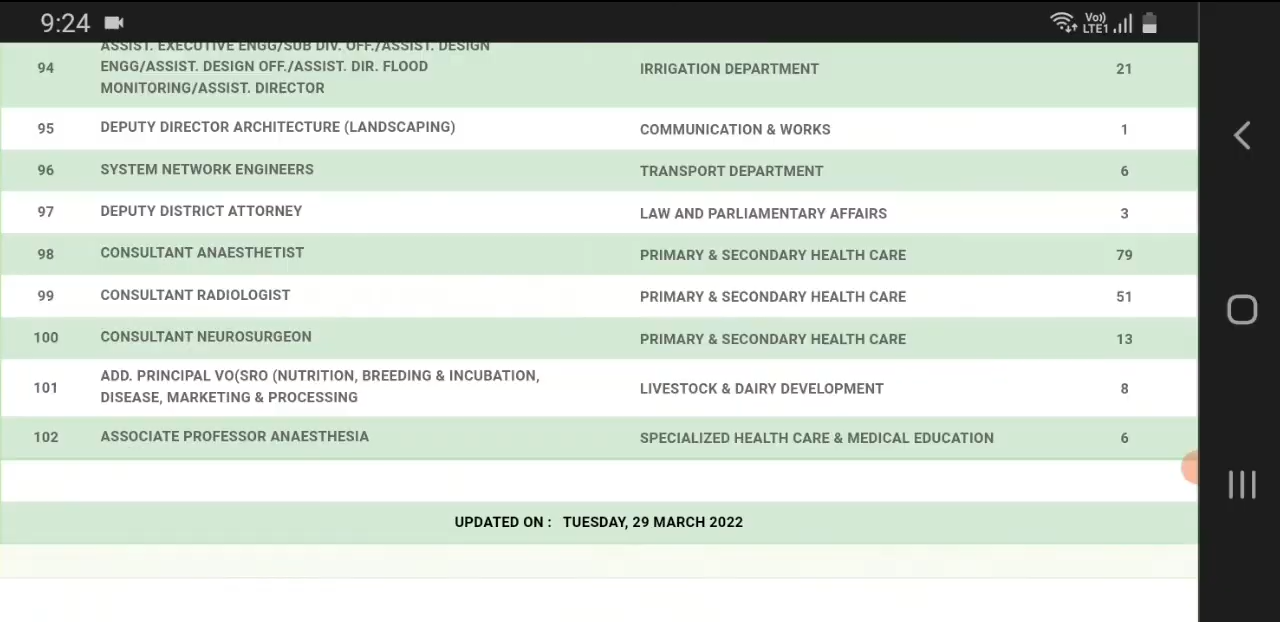 9:24
Vo))
LTE1
ASSIST. EXECUTIVE ENGG/SUB DIV. OFF./ASSIST. DESIGN
94 ENGG/ASSIST. DESIGN OFF./ASSIST. DIR. FLOOD IRRIGATION DEPARTMENT 21
MONITORING/ASSIST. DIRECTOR
95 DEPUTY DIRECTOR ARCHITECTURE (LANDSCAPING) COMMUNICATION & WORKS 1
96 SYSTEM NETWORK ENGINEERS TRANSPORT DEPARTMENT 6
97 DEPUTY DISTRICT ATTORNEY LAW AND PARLIAMENTARY AFFAIRS 3
98 CONSULTANT ANAESTHETIST PRIMARY & SECONDARY HEALTH CARE 79
99 CONSULTANT RADIOLOGIST PRIMARY & SECONDARY HEALTH CARE 51
100 CONSULTANT NEUROSURGEON PRIMARY & SECONDARY HEALTH CARE 13
101 ADD. PRINCIPAL VO(SRO (NUTRITION, BREEDING & INCUBATION, LIVESTOCK & DAIRY DEVELOPMENT 8
DISEASE, MARKETING & PROCESSING
102 ASSOCIATE PROFESSOR ANAESTHESIA SPECIALIZED HEALTH CARE & MEDICAL EDUCATION 6
UPDATED ON : TUESDAY, 29 MARCH 2022